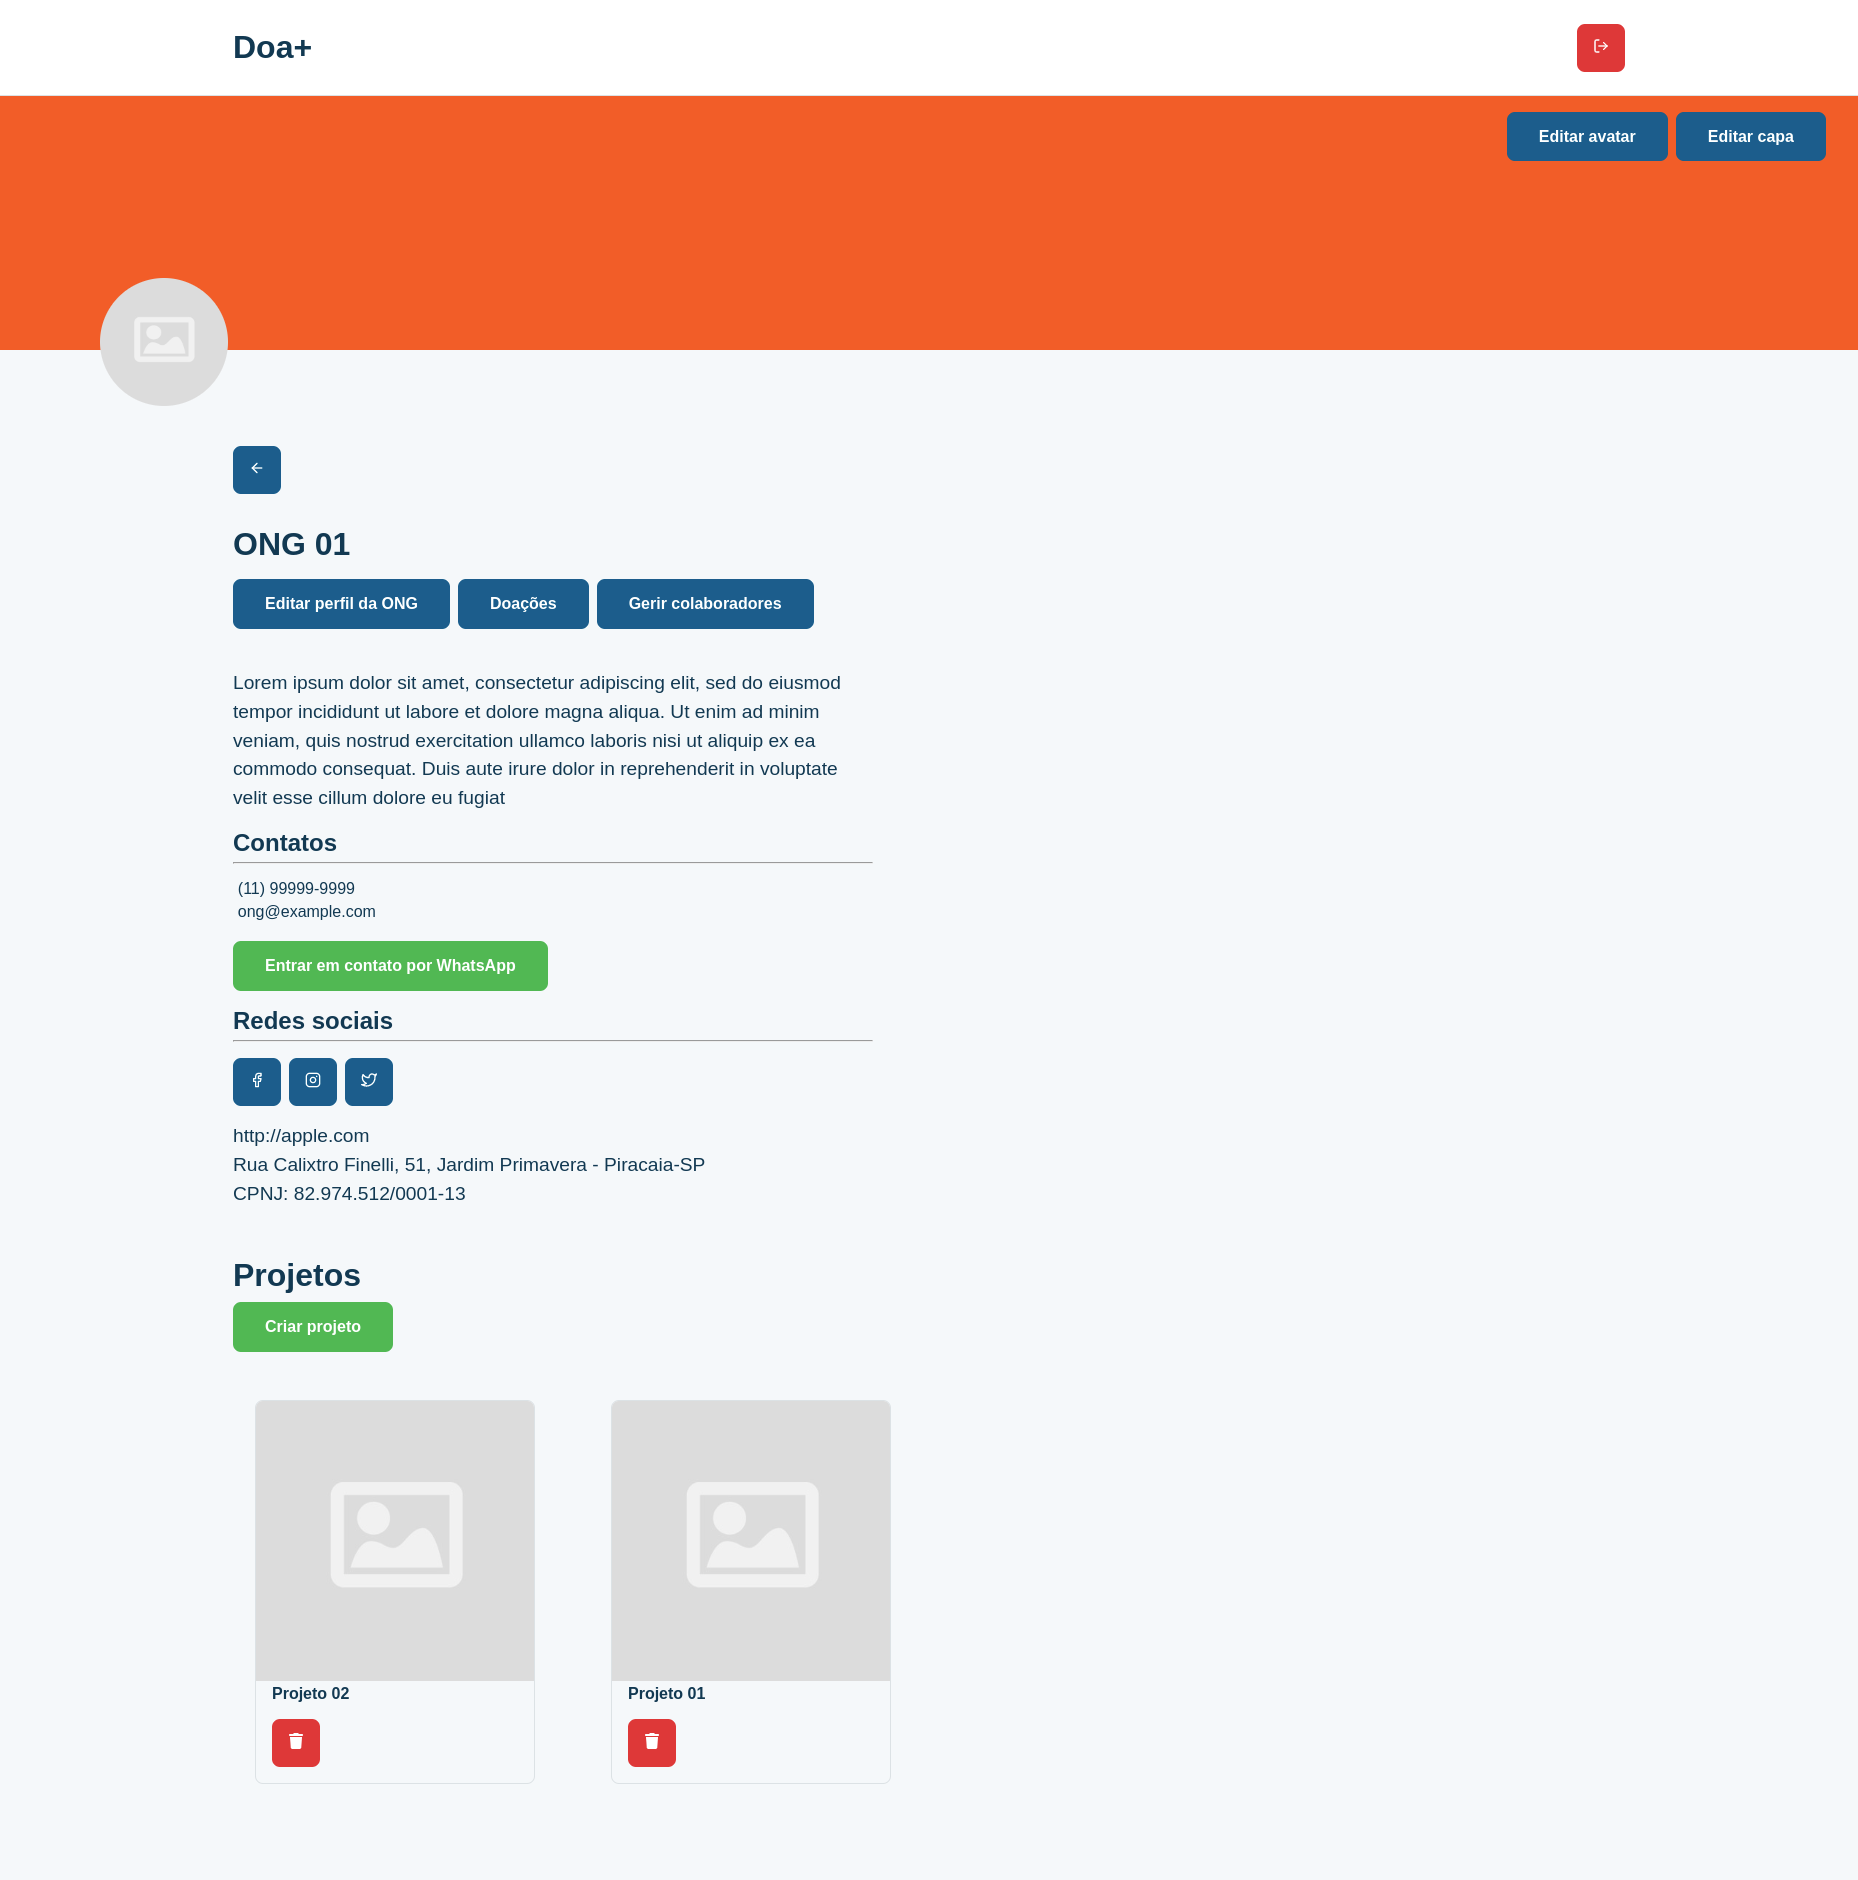 Doa+
Editar avatar
Editar capa
ONG 01
Editar perfil da ONG
Doações
Gerir colaboradores
Lorem ipsum dolor sit amet, consectetur adipiscing elit, sed do eiusmod
tempor incididunt ut labore et dolore magna aliqua. Ut enim ad minim
veniam, quis nostrud exercitation ullamco laboris nisi ut aliquip ex ea
commodo consequat. Duis aute irure dolor in reprehenderit in voluptate
velit esse cillum dolore eu fugiat
Contatos
(11) 99999-9999
ong@example.com
Entrar em contato por WhatsApp
Redes sociais
http://apple.com
Rua Calixtro Finelli, 51, Jardim Primavera - Piracaia-SP
CPNJ: 82.974.512/0001-13
Projetos
Criar projeto
Projeto 02
Projeto 01